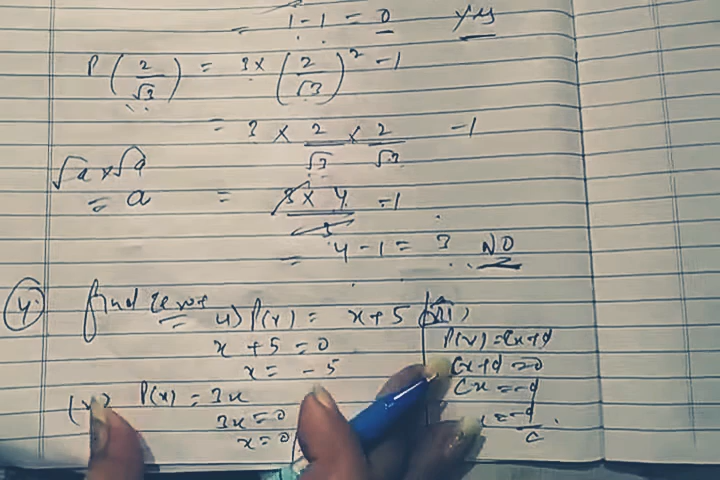 = 1 - 1 = 0 Yes
P(2/√3) = 3×(2/√3)² - 1
= 3 × 2/√3 × 2/√3 - 1
√a × √a
= a
= 3×4/3 - 1
= 4 - 1 = 3 NO
4. find zeros
P(x) = x+5
x + 5 = 0
x = -5
P(x) = 3x
3x = 0
x = 0
P(x) = cx+d
cx+d = 0
cx = -d
x = -d/c